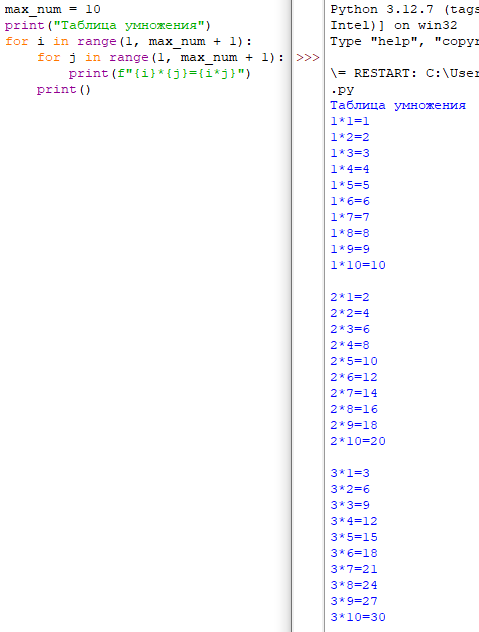 max_num = 10
print("Таблица умножения")
for i in range(1, max_num + 1):
    for j in range(1, max_num + 1):
        print(f"{i}*{j}={i*j}")
    print()
>>>
Python 3.12.7 (tags
Intel)] on win32
Type "help", "copyr
\= RESTART: C:\User
.py
Таблица умножения
1*1=1
1*2=2
1*3=3
1*4=4
1*5=5
1*6=6
1*7=7
1*8=8
1*9=9
1*10=10
2*1=2
2*2=4
2*3=6
2*4=8
2*5=10
2*6=12
2*7=14
2*8=16
2*9=18
2*10=20
3*1=3
3*2=6
3*3=9
3*4=12
3*5=15
3*6=18
3*7=21
3*8=24
3*9=27
3*10=30